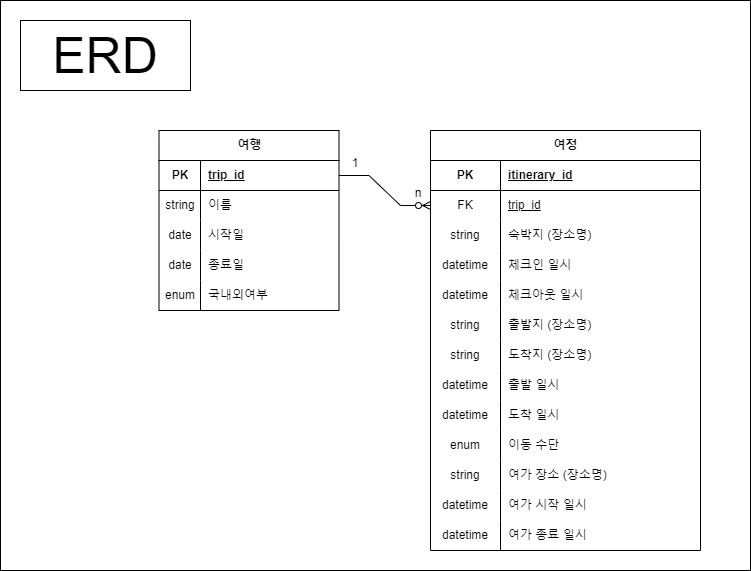 ERD
여행
PK trip_id
string 이름
date 시작일
date 종료일
enum 국내외여부
1
n
여정
PK itinerary_id
FK trip_id
string 숙박지 (장소명)
datetime 체크인 일시
datetime 체크아웃 일시
string 출발지 (장소명)
string 도착지 (장소명)
datetime 출발 일시
datetime 도착 일시
enum 이동 수단
string 여가 장소 (장소명)
datetime 여가 시작 일시
datetime 여가 종료 일시